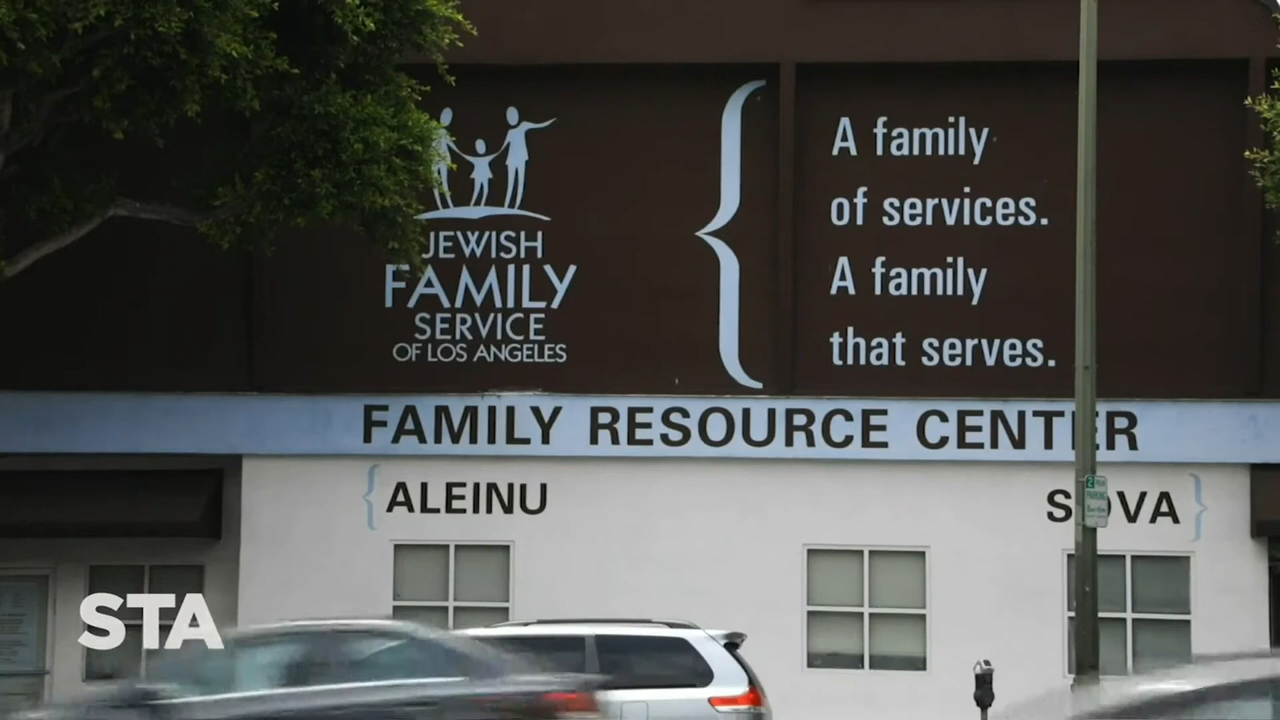 JEWISH
FAMILY
SERVICE
OF LOS ANGELES
A family
of services.
A family
that serves.
FAMILY RESOURCE CENTER
ALEINU
STA